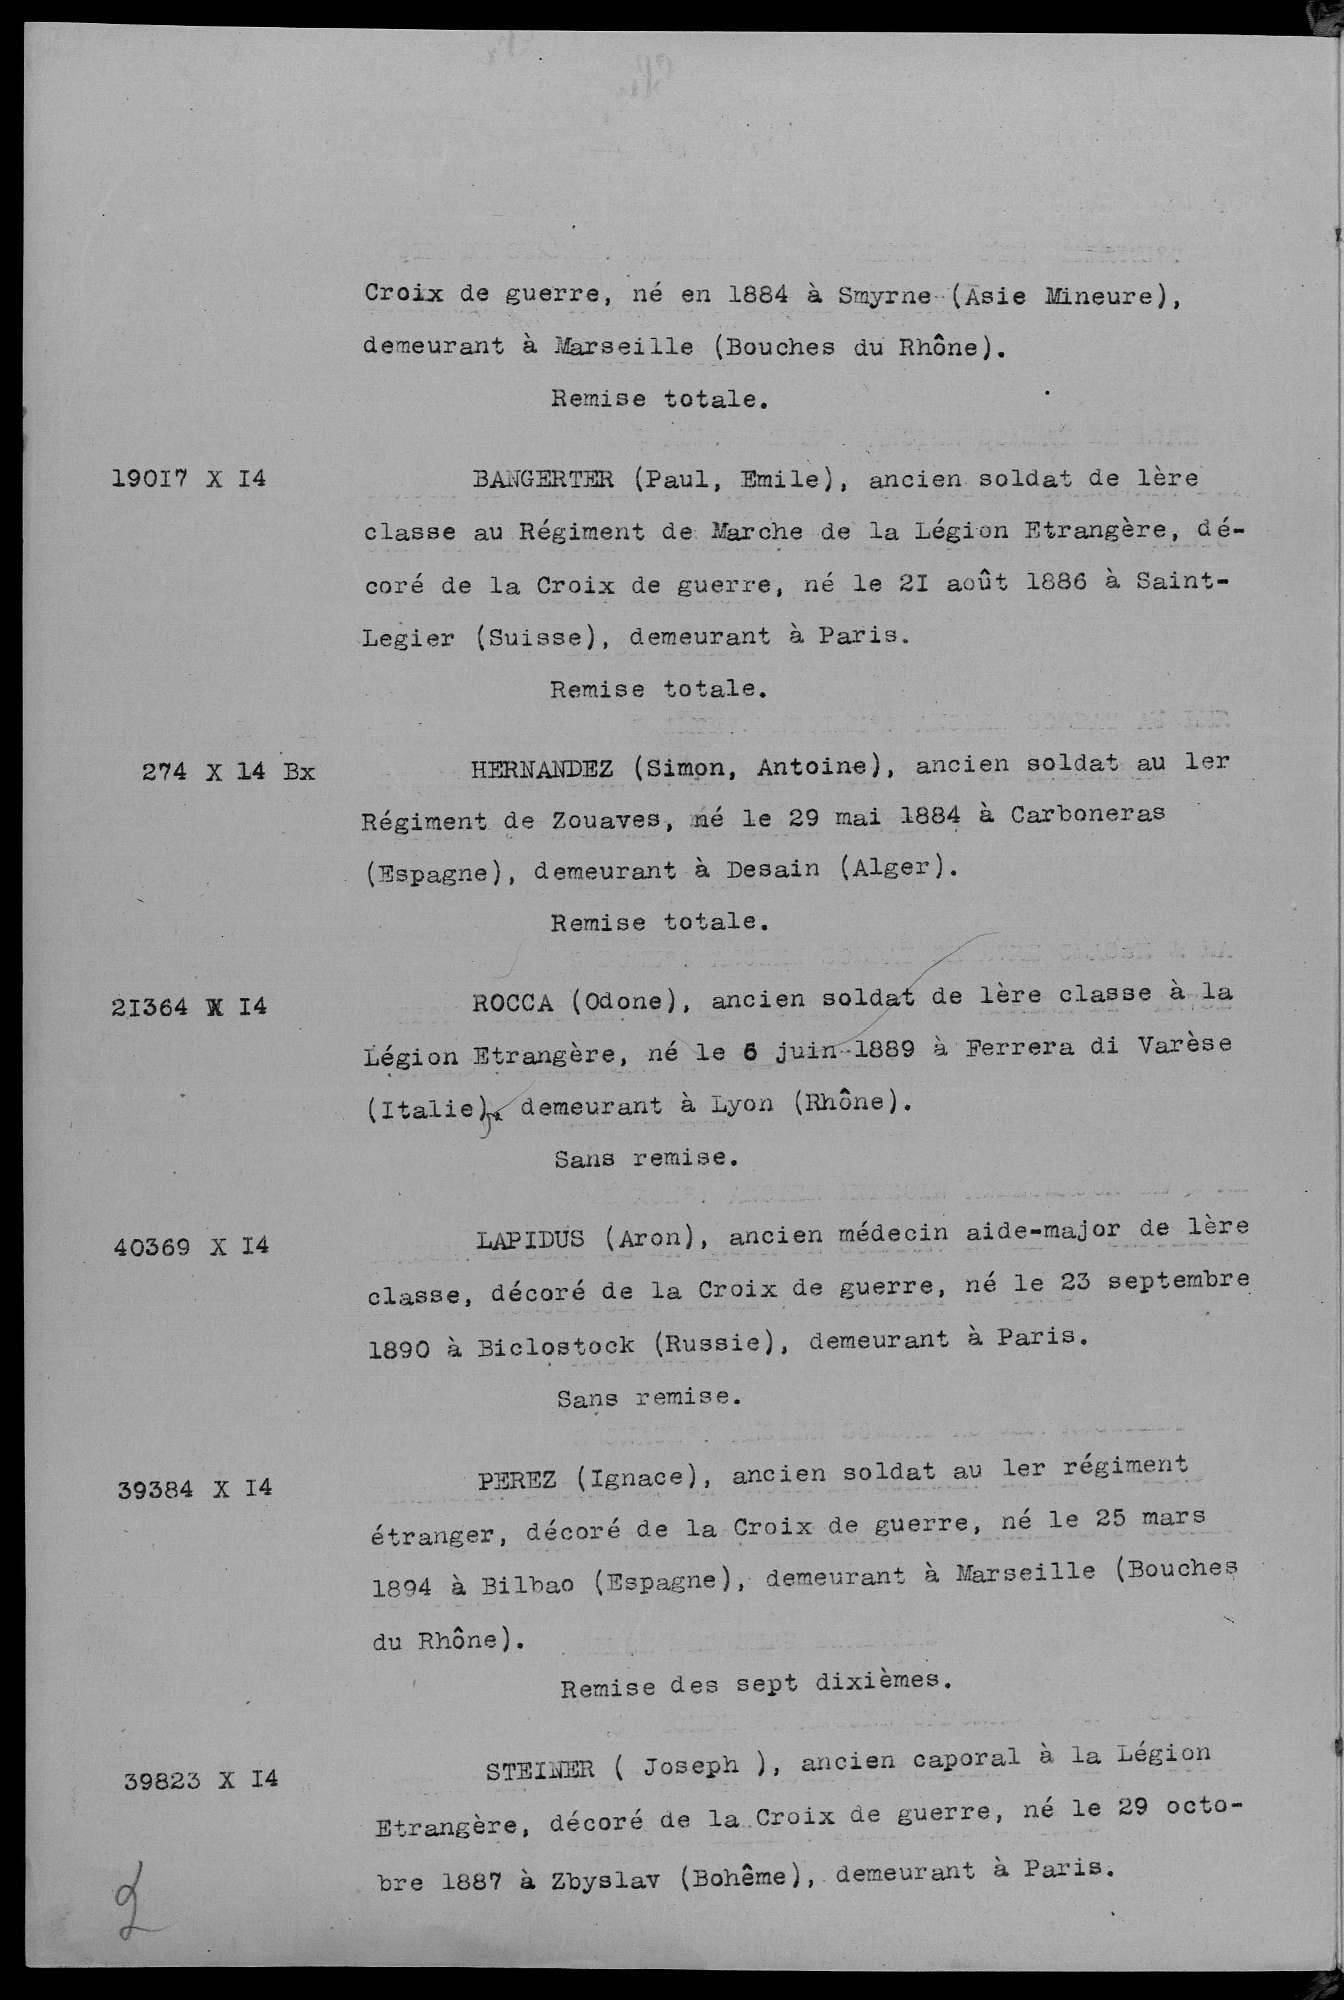 Croix de guerre, né en 1884 à Smyrne (Asie Mineure),
demeurant à Marseille (Bouches du Rhône).
Remise totale.
19OI7 X I4 BANGERTER (Paul, Emile), ancien soldat de lère
classe au Régiment de Marche de la Légion Etrangère, dé-
coré de la Croix de guerre, né le 2I août 1886 à Saint-
Legier (Suisse), demeurant à Paris.
Remise totale.
274 X 14 Bx HERNANDEZ (Simon, Antoine), ancien soldat au ler
Régiment de Zouaves, né le 29 mai 1884 à Carboneras
(Espagne), demeurant à Desain (Alger).
Remise totale.
2I364 X I4 ROCCA (Odone), ancien soldat de lère classe à la
Légion Etrangère, né le 6 juin 1889 à Ferrera di Varèse
(Italie), demeurant à Lyon (Rhône).
Sans remise.
40369 X I4 LAPIDUS (Aron), ancien médecin aide-major de lère
classe, décoré de la Croix de guerre, né le 23 septembre
1890 à Biclostock (Russie), demeurant à Paris.
Sans remise.
39384 X I4 PEREZ (Ignace), ancien soldat au ler régiment
étranger, décoré de la Croix de guerre, né le 25 mars
1894 à Bilbao (Espagne), demeurant à Marseille (Bouches
du Rhône).
Remise des sept dixièmes.
39823 X I4 STEINER ( Joseph ), ancien caporal à la Légion
Etrangère, décoré de la Croix de guerre, né le 29 octo-
bre 1887 à Zbyslav (Bohême), demeurant à Paris.